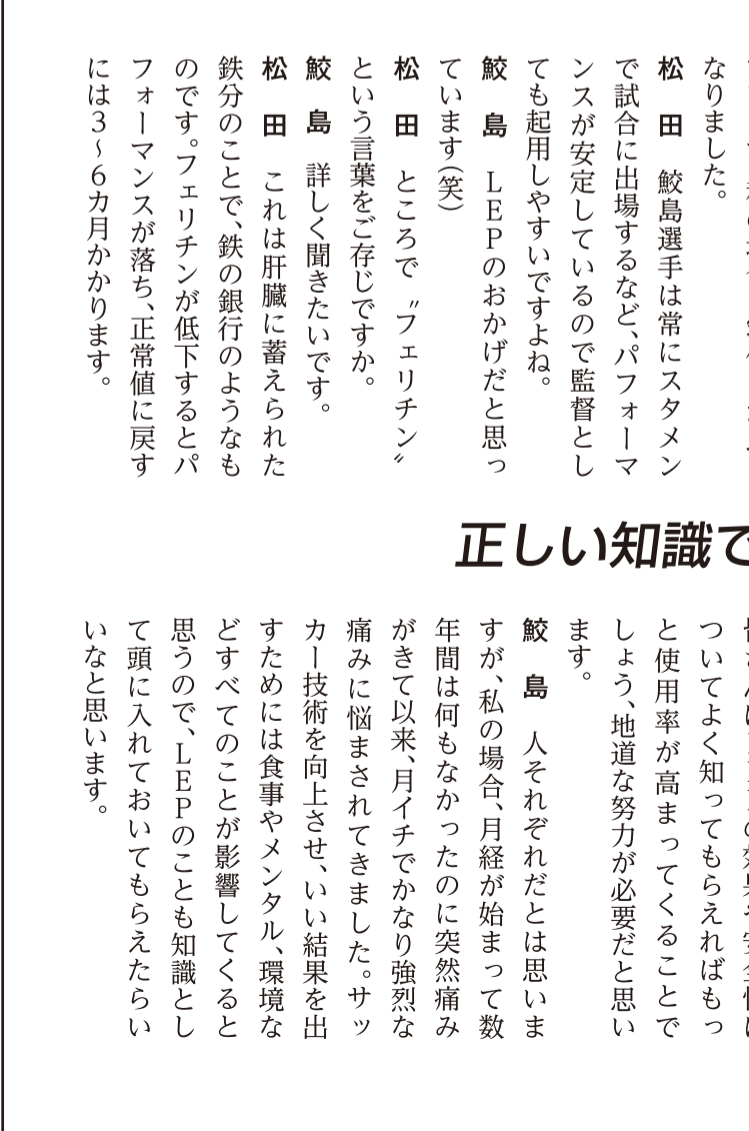 なりました。
松　田　鮫島選手は常にスタメン
で試合に出場するなど、パフォーマ
ンスが安定しているので監督とし
ても起用しやすいですよね。
鮫　島　LEPのおかげだと思っ
ています(笑)
松　田　ところで〝フェリチン〟
という言葉をご存じですか。
鮫　島　詳しく聞きたいです。
松　田　これは肝臓に蓄えられた
鉄分のことで、鉄の銀行のようなも
のです。フェリチンが低下するとパ
フォーマンスが落ち、正常値に戻す
には3～6カ月かかります。
正しい知識で
ついてよく知ってもらえればもっ
と使用率が高まってくることで
しょう、地道な努力が必要だと思い
ます。
鮫　島　人それぞれだとは思いま
すが、私の場合、月経が始まって数
年間は何もなかったのに突然痛み
がきて以来、月イチでかなり強烈な
痛みに悩まされてきました。サッ
カー技術を向上させ、いい結果を出
すためには食事やメンタル、環境な
どすべてのことが影響してくると
思うので、LEPのことも知識とし
て頭に入れておいてもらえたらい
いなと思います。